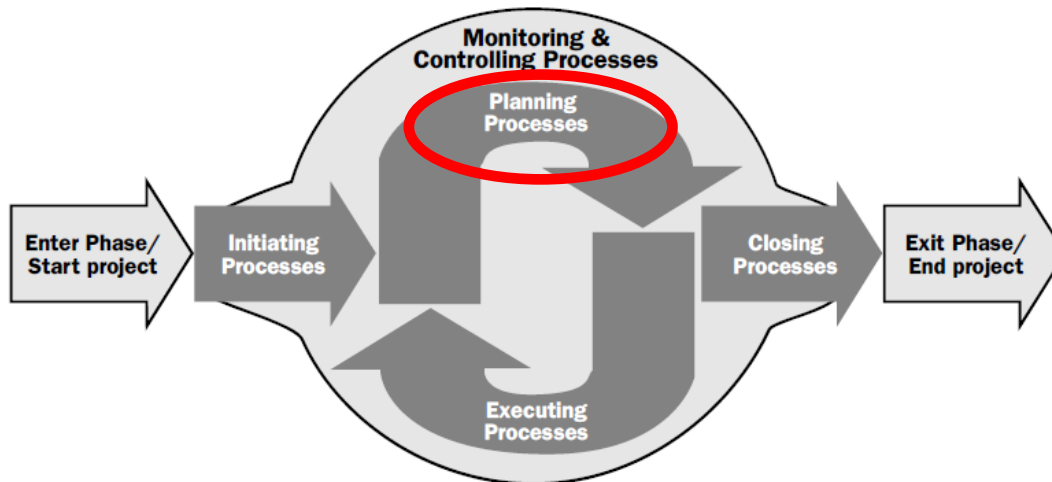 Monitoring &
Controlling Processes
Planning
Processes
Enter Phase/
Start project
Initiating
Processes
Closing
Processes
Exit Phase/
End project
Executing
Processes